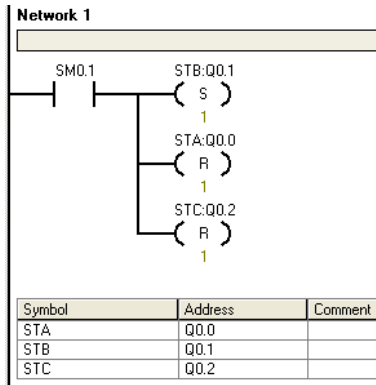 Network 1
SM0.1 STB:Q0.1
S
1
STA:Q0.0
R
1
STC:Q0.2
R
1
Symbol Address Comment
STA Q0.0
STB Q0.1
STC Q0.2